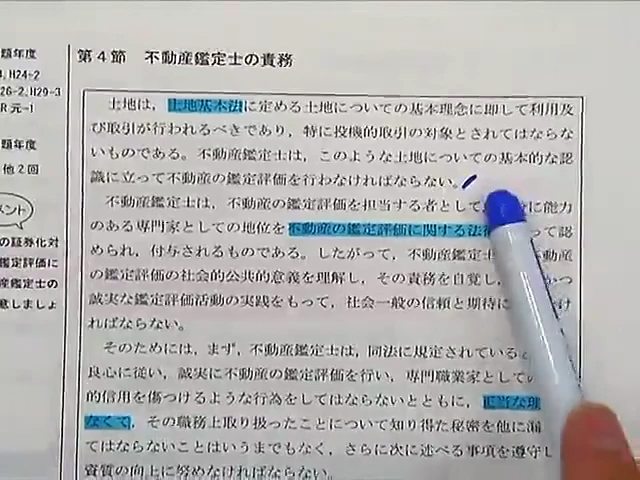 題年度
H24-2
26-2, H29-3
R元-1
題年度
他2回
メント
の証券化対
鑑定評価に
産鑑定士の
意しましょ
第4節 不動産鑑定士の責務
土地は，土地基本法に定める土地についての基本理念に即して利用及
び取引が行われるべきであり，特に投機的取引の対象とされてはならな
いものである。不動産鑑定士は，このような土地についての基本的な認
識に立って不動産の鑑定評価を行わなければならない。
不動産鑑定士は，不動産の鑑定評価を担当する者として に能力
のある専門家としての地位を不動産の鑑定評価に関する法 って認
められ，付与されるものである。したがって，不動産鑑定士 動産
の鑑定評価の社会的公共的意義を理解し，その責務を自覚し かつ
誠実な鑑定評価活動の実践をもって，社会一般の信頼と期待に け
ればならない。
そのためには，まず，不動産鑑定士は，同法に規定されている
良心に従い，誠実に不動産の鑑定評価を行い，専門職業家としての
的信用を傷つけるような行為をしてはならないとともに，正当な理
なくて，その職務上取り扱ったことについて知り得た秘密を他に漏
てはならないことはいうまでもなく，さらに次に述べる事項を遵守し
資質の向上に努めなければならない。